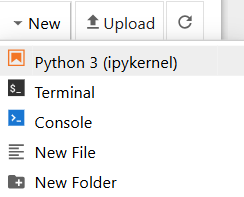 New Upload
Python 3 (ipykernel)
$_ Terminal
Console
New File
New Folder